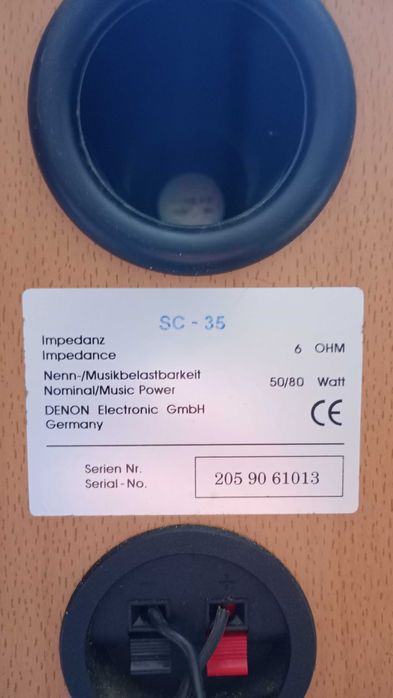 SC - 35
Impedanz
Impedance 6 OHM
Nenn-/Musikbelastbarkeit
Nominal/Music Power 50/80 Watt
DENON Electronic GmbH
Germany CE
Serien Nr.
Serial-No. 205 90 61013
- +